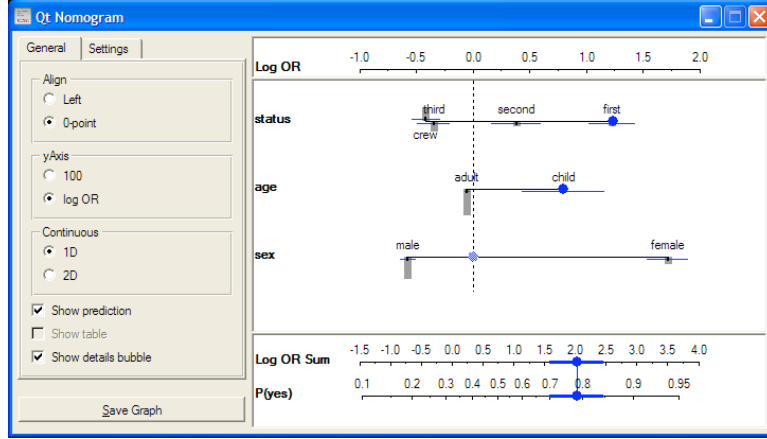 Qt Nomogram
General Settings
Align
Left
0-point
yAxis
100
log OR
Continuous
1D
2D
Show prediction
Show table
Show details bubble
Save Graph
Log OR -1.0 -0.5 0.0 0.5 1.0 1.5 2.0
third second first
status
crew
adult child
age
male female
sex
-1.5 -1.0 -0.5 0.0 0.5 1.0 1.5 2.0 2.5 3.0 3.5 4.0
Log OR Sum
0.1 0.2 0.3 0.4 0.5 0.6 0.7 0.8 0.9 0.95
P(yes)